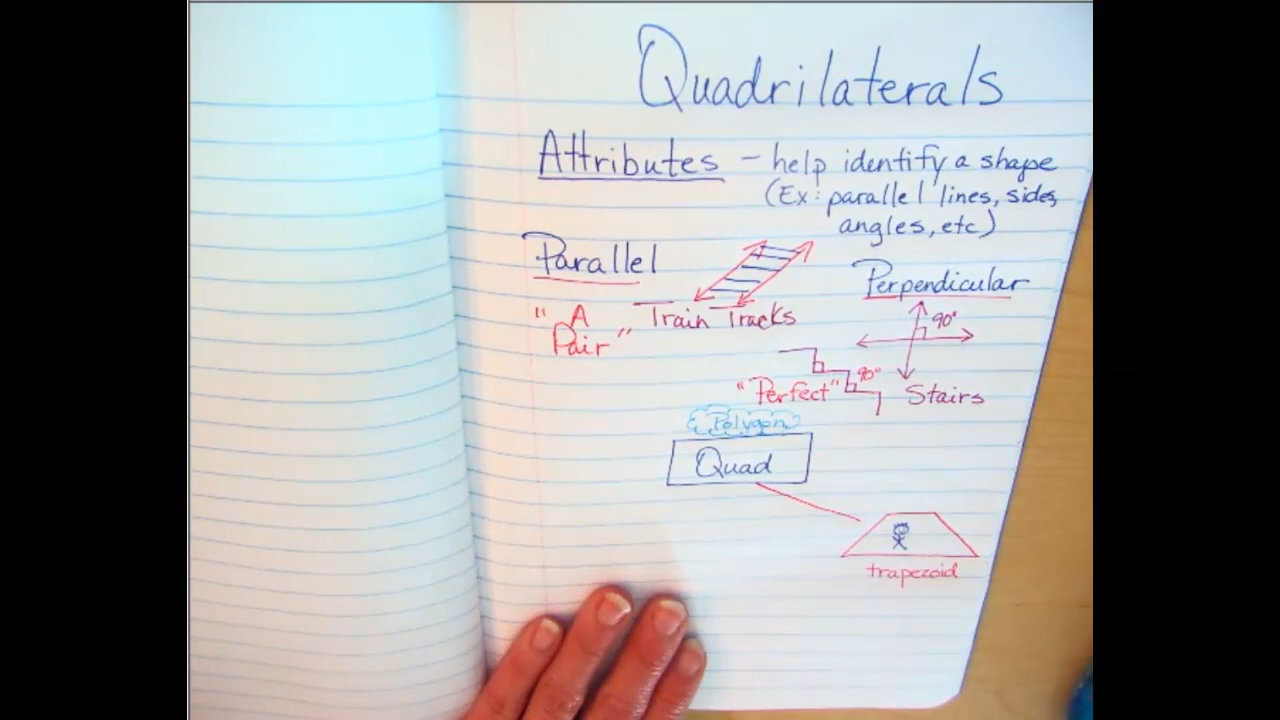 Quadrilaterals
Attributes - help identify a shape
(Ex: parallel lines, sides,
angles, etc)
Parallel
"A
Pair"
Train Tracks
Perpendicular
90°
90°
"Perfect"
Stairs
Polygon
Quad
trapezoid